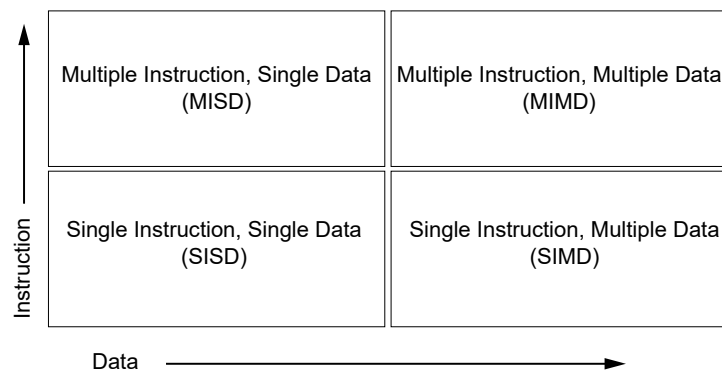 Multiple Instruction, Single Data
(MISD)
Multiple Instruction, Multiple Data
(MIMD)
Instruction
Single Instruction, Single Data
(SISD)
Single Instruction, Multiple Data
(SIMD)
Data